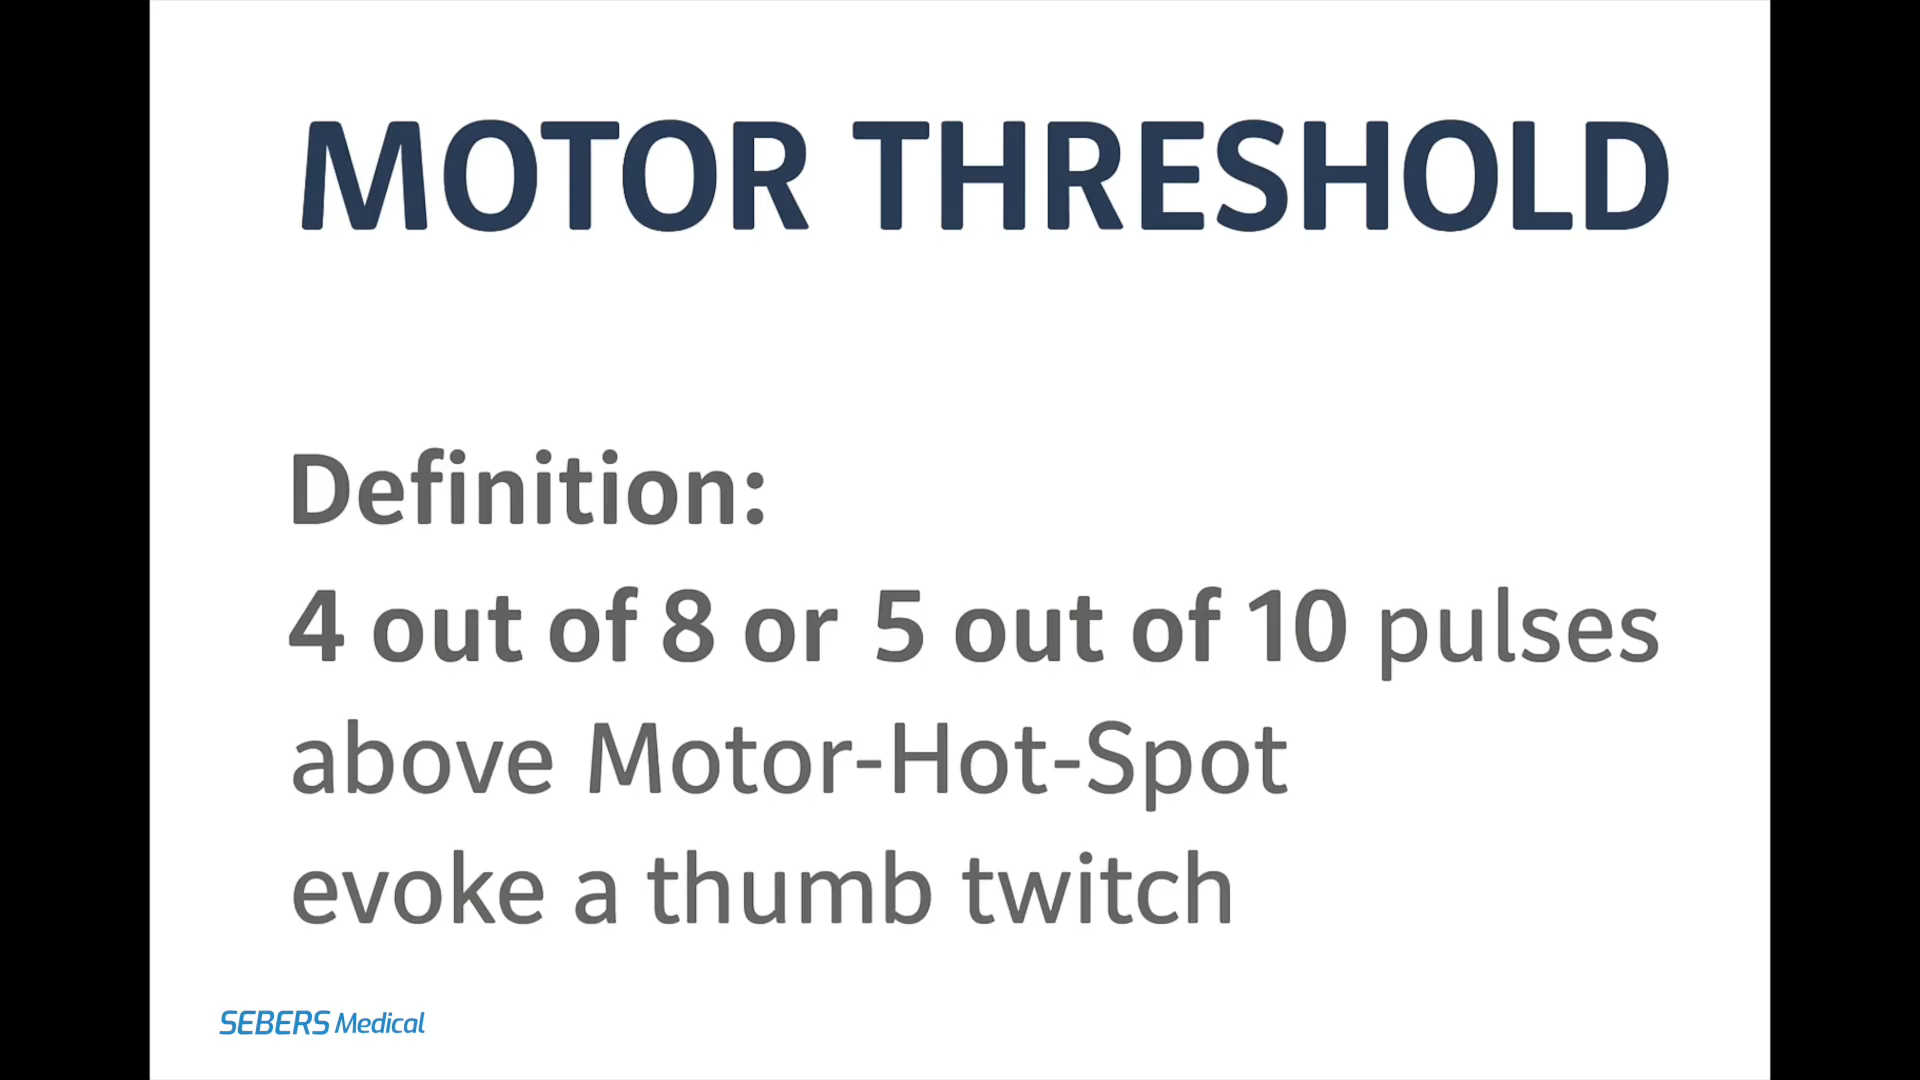 MOTOR THRESHOLD
Definition:
4 out of 8 or 5 out of 10 pulses
above Motor-Hot-Spot
evoke a thumb twitch
SEBERS Medical